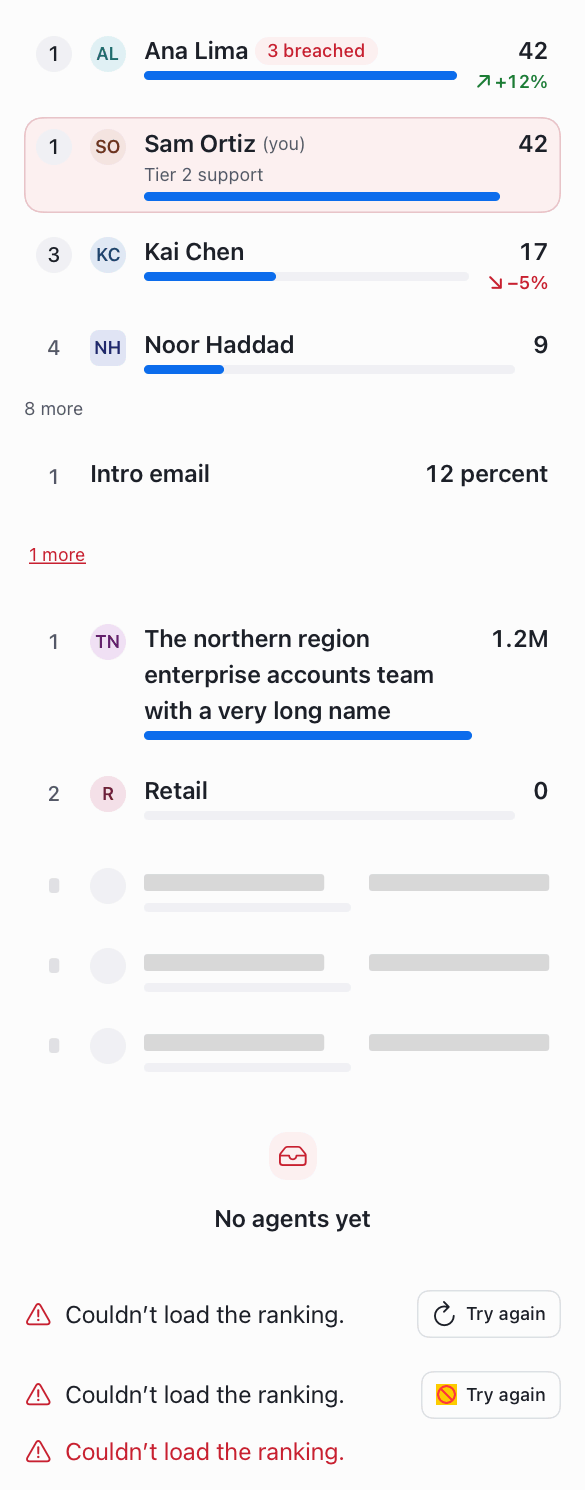 1 AL Ana Lima 3 breached 42
+12%
1 SO Sam Ortiz (you) 42
Tier 2 support
3 KC Kai Chen 17
−5%
4 NH Noor Haddad 9
8 more
1 Intro email 12 percent
1 more
1 TN The northern region 1.2M
enterprise accounts team
with a very long name
2 R Retail 0
No agents yet
Couldn’t load the ranking. Try again
Couldn’t load the ranking. Try again
Couldn’t load the ranking.